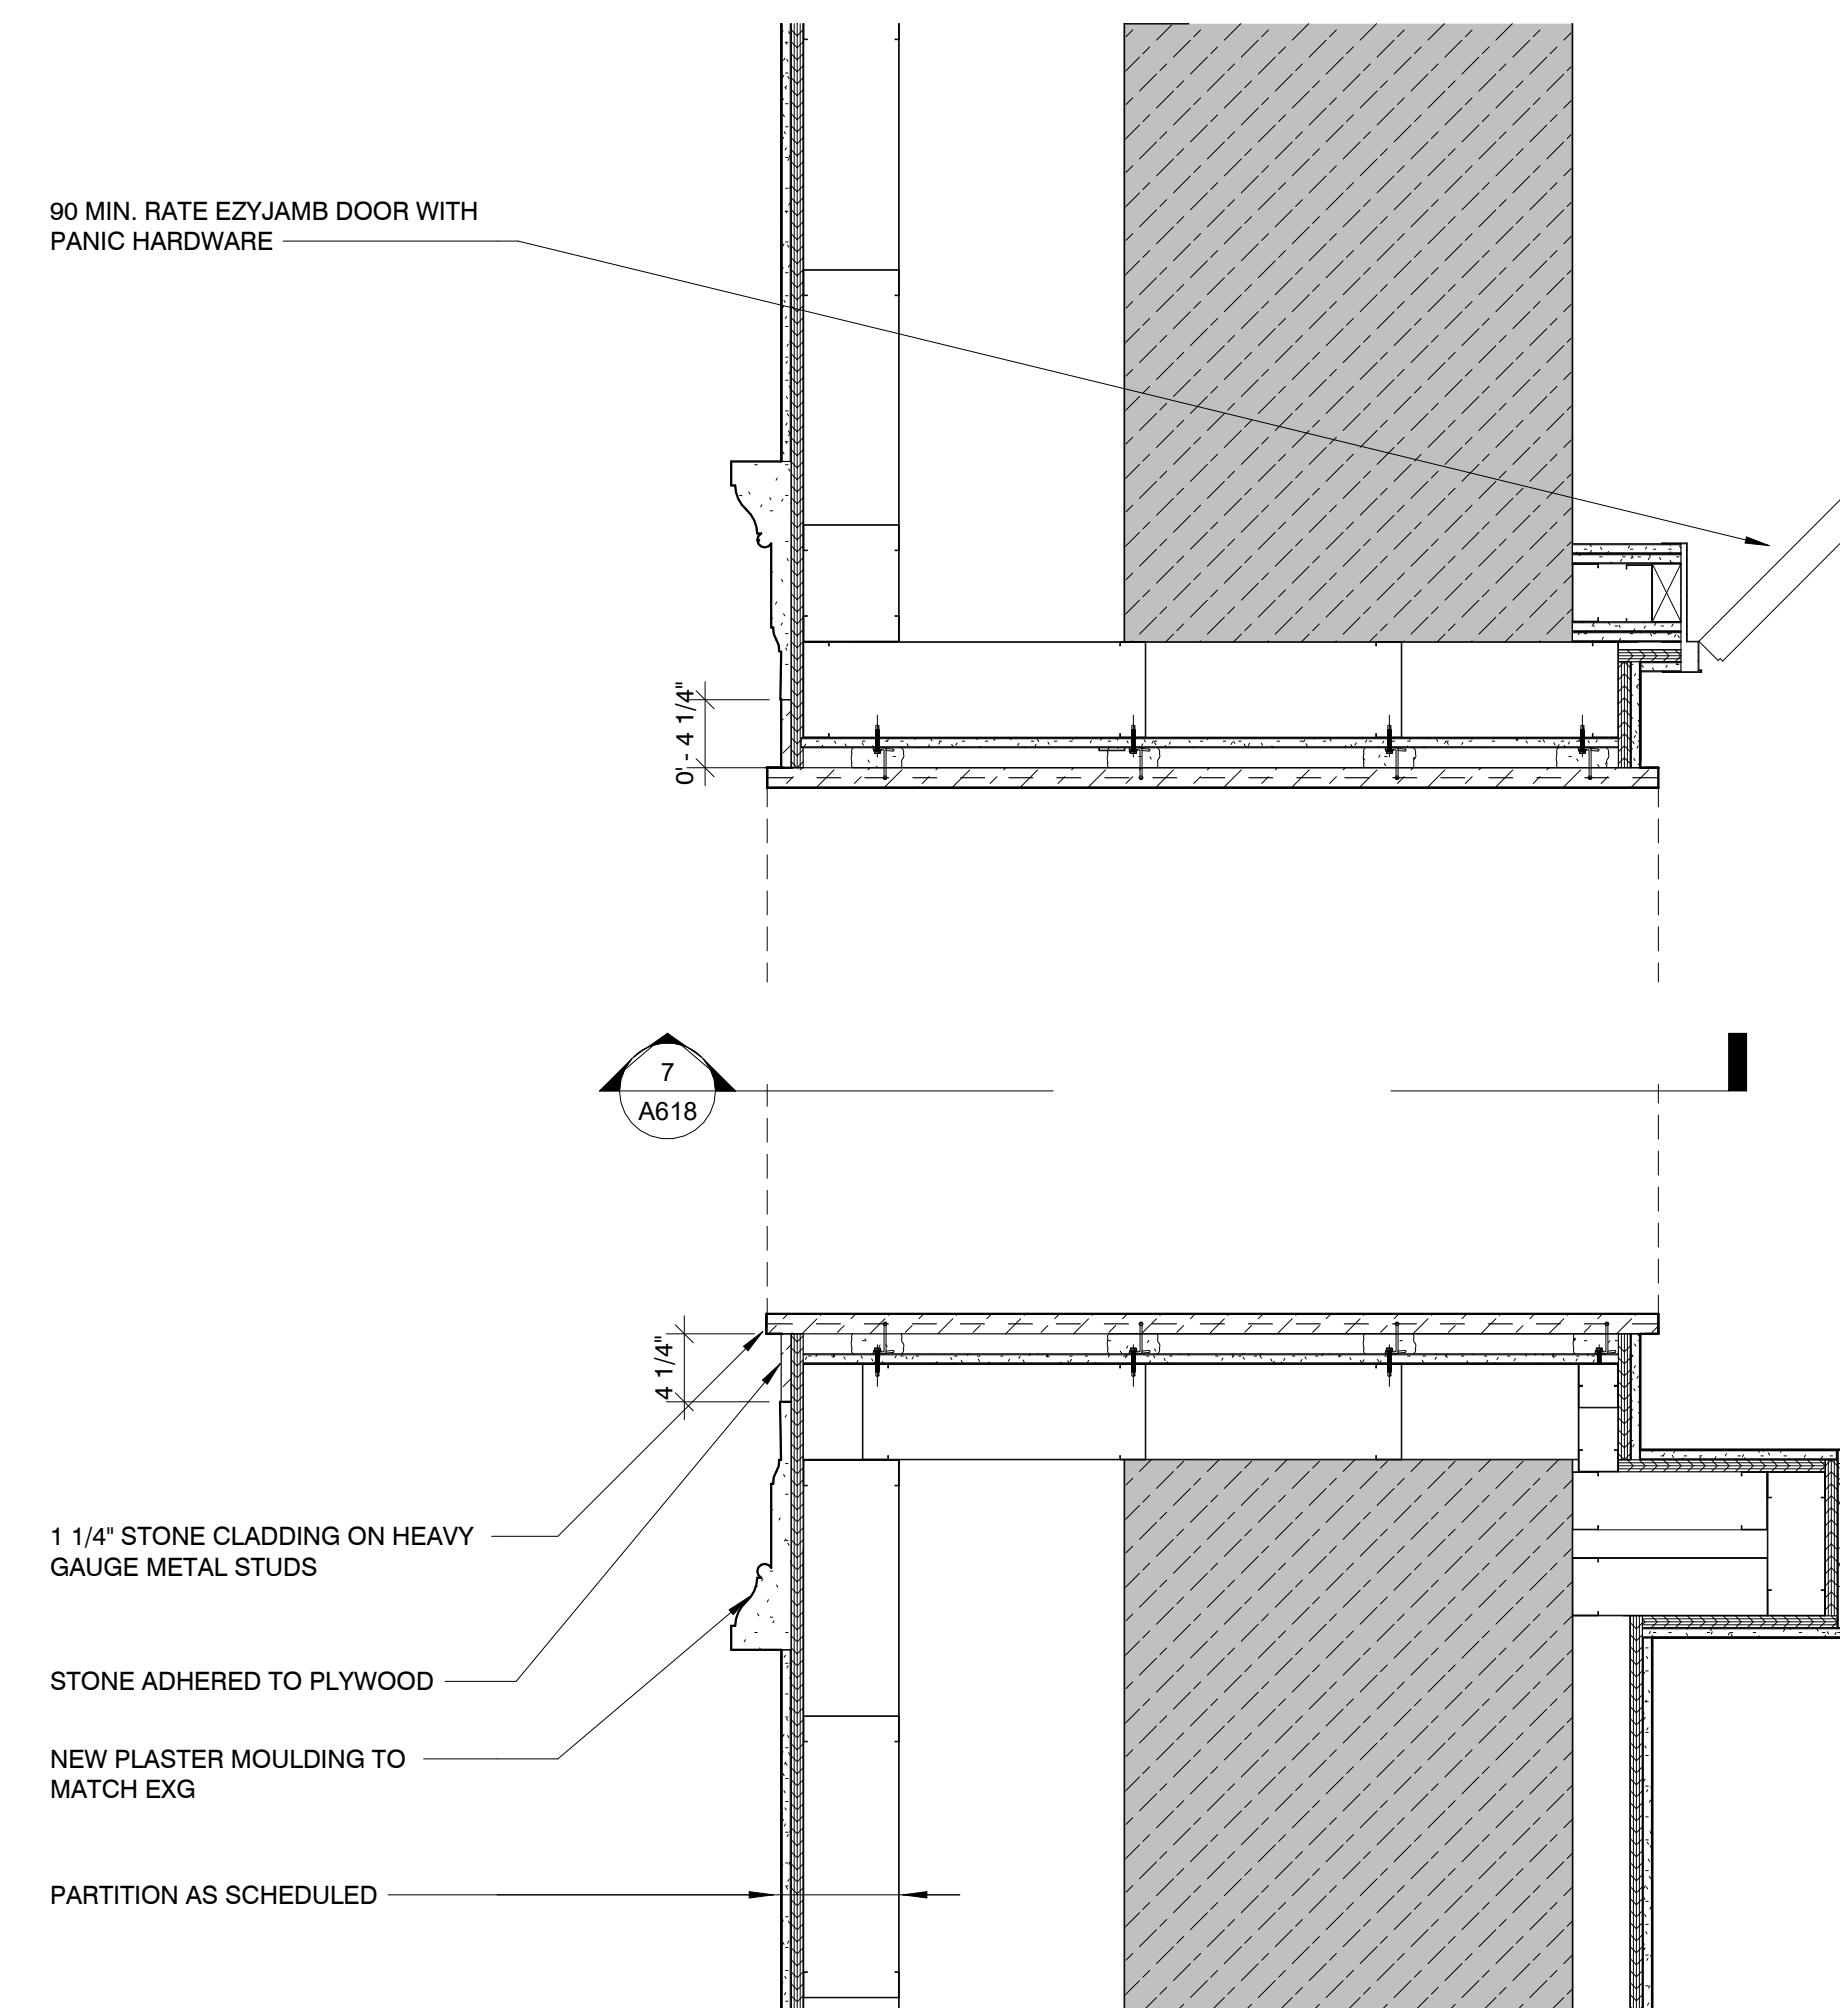 90 MIN. RATE EZYJAMB DOOR WITH
PANIC HARDWARE
0' - 4 1/4"
7
A618
4 1/4"
1 1/4" STONE CLADDING ON HEAVY
GAUGE METAL STUDS
STONE ADHERED TO PLYWOOD
NEW PLASTER MOULDING TO
MATCH EXG
PARTITION AS SCHEDULED